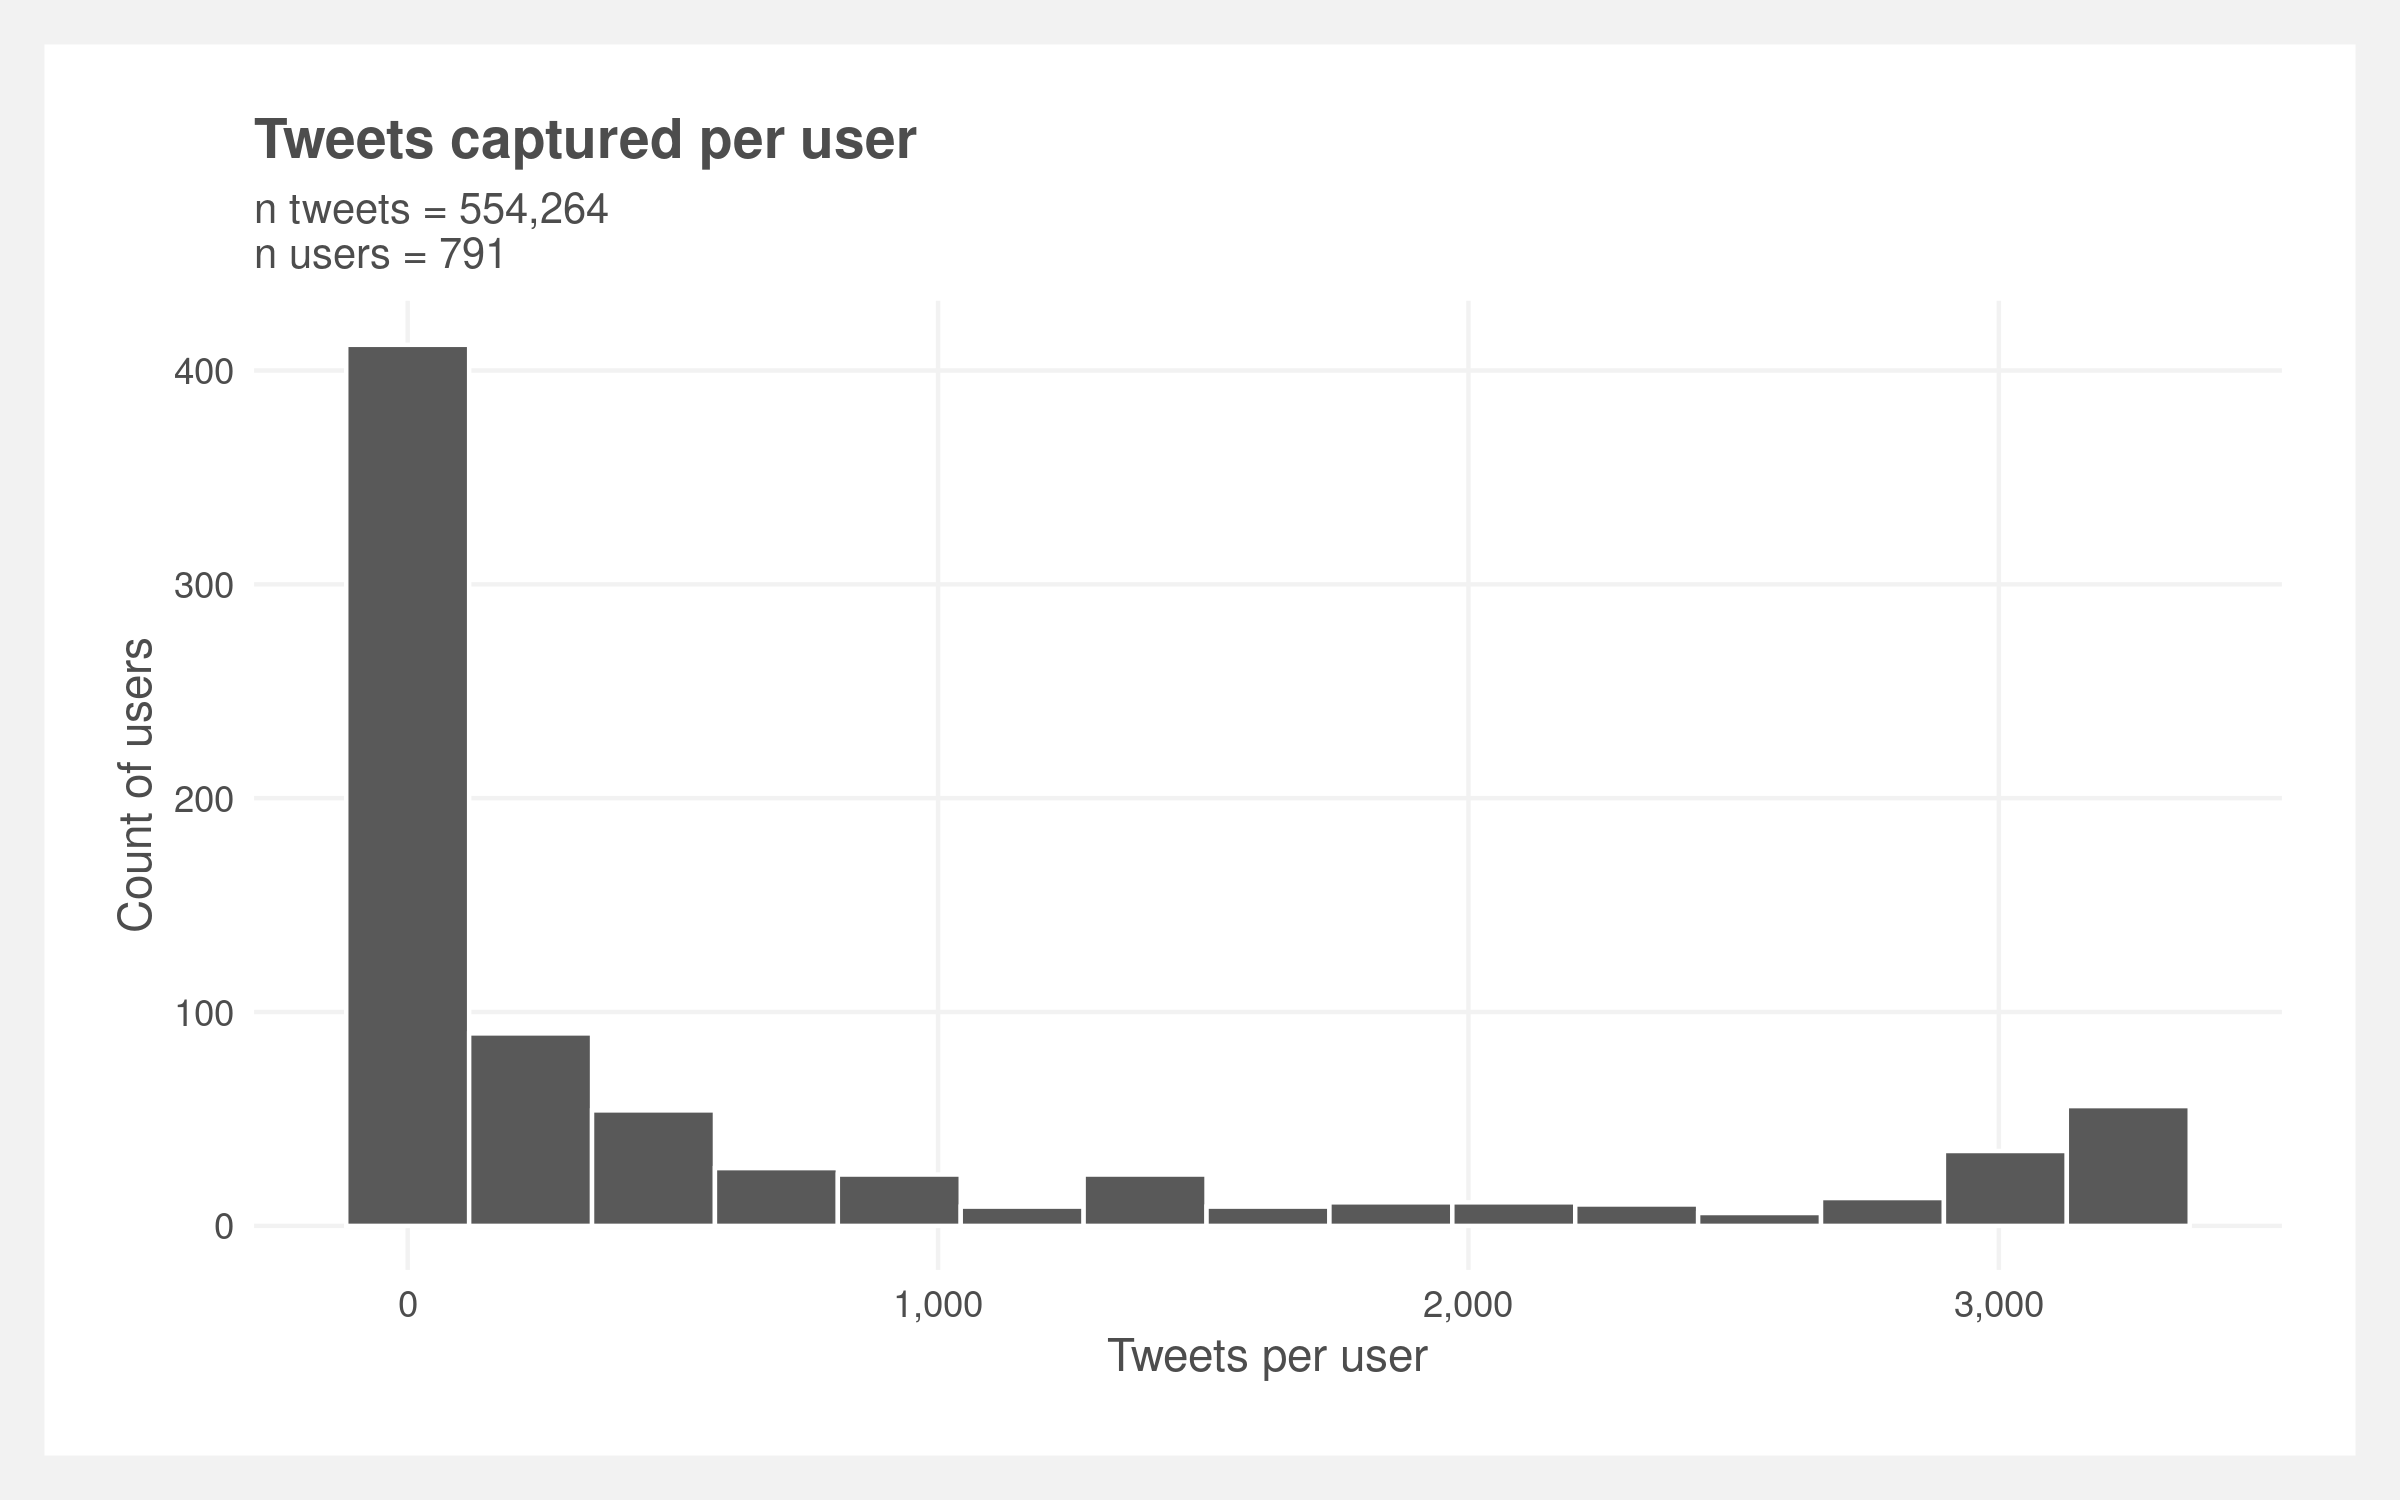 Tweets captured per user
n tweets = 554,264
n users = 791
Count of users
400
300
200
100
0
0 1,000 2,000 3,000
Tweets per user